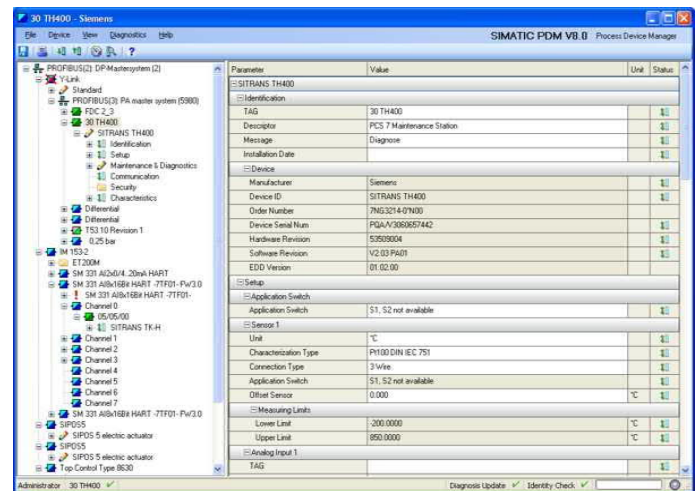 30 TH400 - Siemens
File Device View Diagnostics Help
SIMATIC PDM V8.0 Process Device Manager
PROFIBUS(2): DP-Mastersystem (2)
Y-Link
Standard
PROFIBUS(3): PA master system (5980)
FDC 2_3
30 TH400
SITRANS TH400
Identification
Setup
Maintenance & Diagnostics
Communication
Security
Characteristics
Differential
Differential
T53 10 Revision 1
0,25 bar
IM 153-2
ET200M
SM 331 AI2x0/4..20mA HART
SM 331 AI8x16Bit HART -7TF01- FW3.0
SM 331 AI8x16Bit HART -7TF01-
Channel 0
05/05/00
SITRANS TK-H
Channel 1
Channel 2
Channel 3
Channel 4
Channel 5
Channel 6
Channel 7
SM 331 AI8x16Bit HART -7TF01- FW3.0
SIPOS5
SIPOS 5 electric actuator
SIPOS5
SIPOS 5 electric actuator
Top Control Type 8630
Parameter Value Unit Status
SITRANS TH400
Identification
TAG 30 TH400
Descriptor PCS 7 Maintenance Station
Message Diagnose
Installation Date
Device
Manufacturer Siemens
Device ID SITRANS TH400
Order Number 7NG3214-0*N00
Device Serial Num PQA/V3060657442
Hardware Revision 53509004
Software Revision V2.03 PA01
EDD Version 01.02.00
Setup
Application Switch
Application Switch S1, S2 not available
Sensor 1
Unit °C
Characterization Type Pt100 DIN IEC 751
Connection Type 3 Wire
Application Switch S1, S2 not available
Offset Sensor 0.000 °C
Measuring Limits
Lower Limit -200.0000 °C
Upper Limit 850.0000 °C
Analog Input 1
TAG
Administrator 30 TH400 Diagnosis Update Identity Check